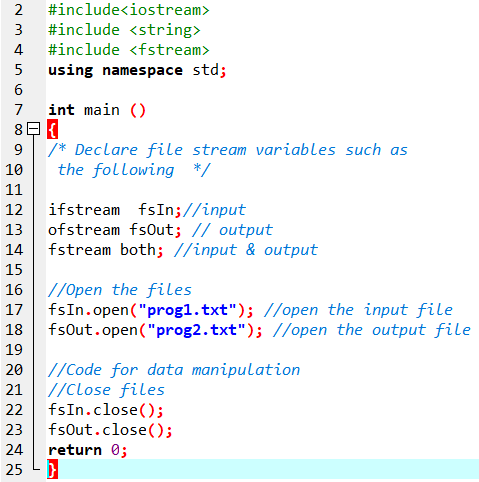 2 #include<iostream>
3 #include <string>
4 #include <fstream>
5 using namespace std;
6
7 int main ()
8 {
9 /* Declare file stream variables such as
10 the following */
11
12 ifstream fsIn;//input
13 ofstream fsOut; // output
14 fstream both; //input & output
15
16 //Open the files
17 fsIn.open("prog1.txt"); //open the input file
18 fsOut.open("prog2.txt"); //open the output file
19
20 //Code for data manipulation
21 //Close files
22 fsIn.close();
23 fsOut.close();
24 return 0;
25 }